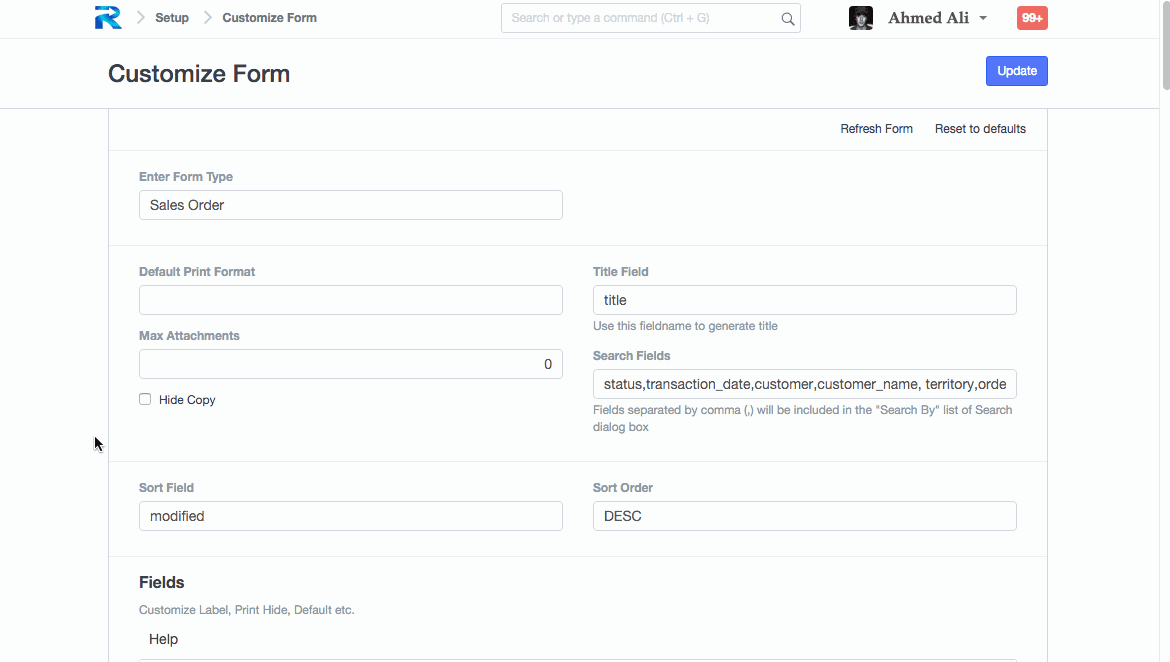 Setup
Customize Form
Search or type a command (Ctrl + G)
Ahmed Ali
99+
Customize Form
Update
Refresh Form
Reset to defaults
Enter Form Type
Sales Order
Default Print Format
Title Field
title
Use this fieldname to generate title
Max Attachments
0
Search Fields
status,transaction_date,customer,customer_name, territory,orde
Hide Copy
Fields separated by comma (,) will be included in the "Search By" list of Search
dialog box
Sort Field
Sort Order
modified
DESC
Fields
Customize Label, Print Hide, Default etc.
Help